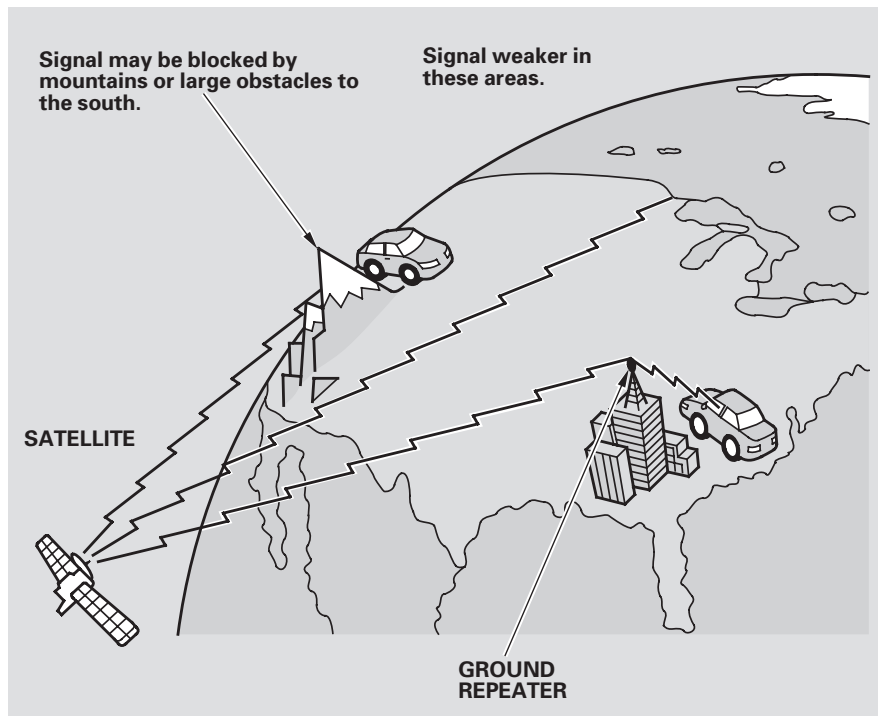 Signal may be blocked by
mountains or large obstacles to
the south.
Signal weaker in
these areas.
SATELLITE
GROUND
REPEATER